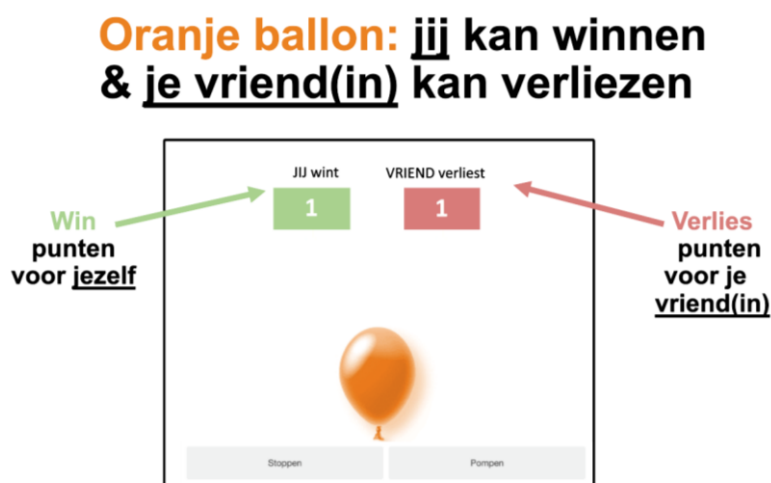 Oranje ballon: jij kan winnen
& je vriend(in) kan verliezen
JIJ wint
VRIEND verliest
1
1
Win
punten
voor jezelf
Verlies
punten
voor je
vriend(in)
Stoppen
Pompen